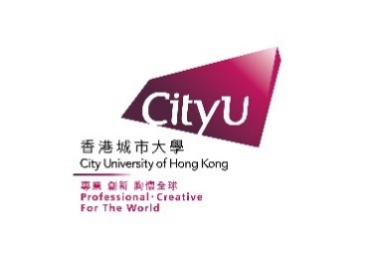 CityU
香港城市大學
City University of Hong Kong
專業 創新 胸懷全球
Professional·Creative
For The World